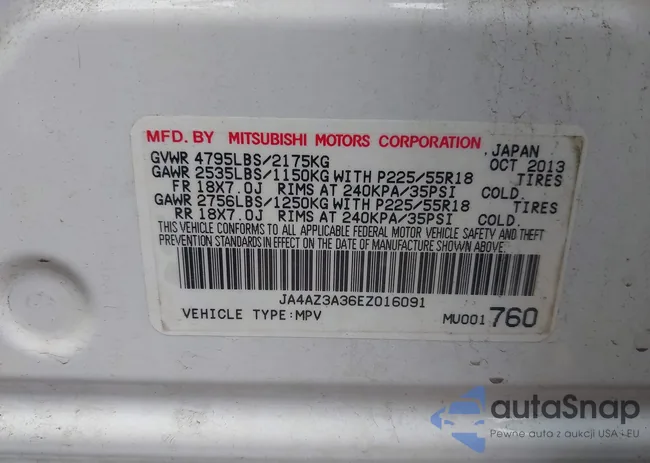 MFD. BY MITSUBISHI MOTORS CORPORATION, JAPAN
GVWR 4795LBS/2175KG OCT 2013
GAWR 2535LBS/1150KG WITH P225/55R18 TIRES
FR 18X7.0J RIMS AT 240KPA/35PSI COLD.
GAWR 2756LBS/1250KG WITH P225/55R18 TIRES
RR 18X7.0J RIMS AT 240KPA/35PSI COLD.
THIS VEHICLE CONFORMS TO ALL APPLICABLE FEDERAL MOTOR VEHICLE SAFETY AND THEFT
PREVENTION STANDARDS IN EFFECT ON THE DATE OF MANUFACTURE SHOWN ABOVE.
JA4AZ3A36EZ016091
VEHICLE TYPE:MPV MU001760
autaSnap
Pewne auta z aukcji USA - EU